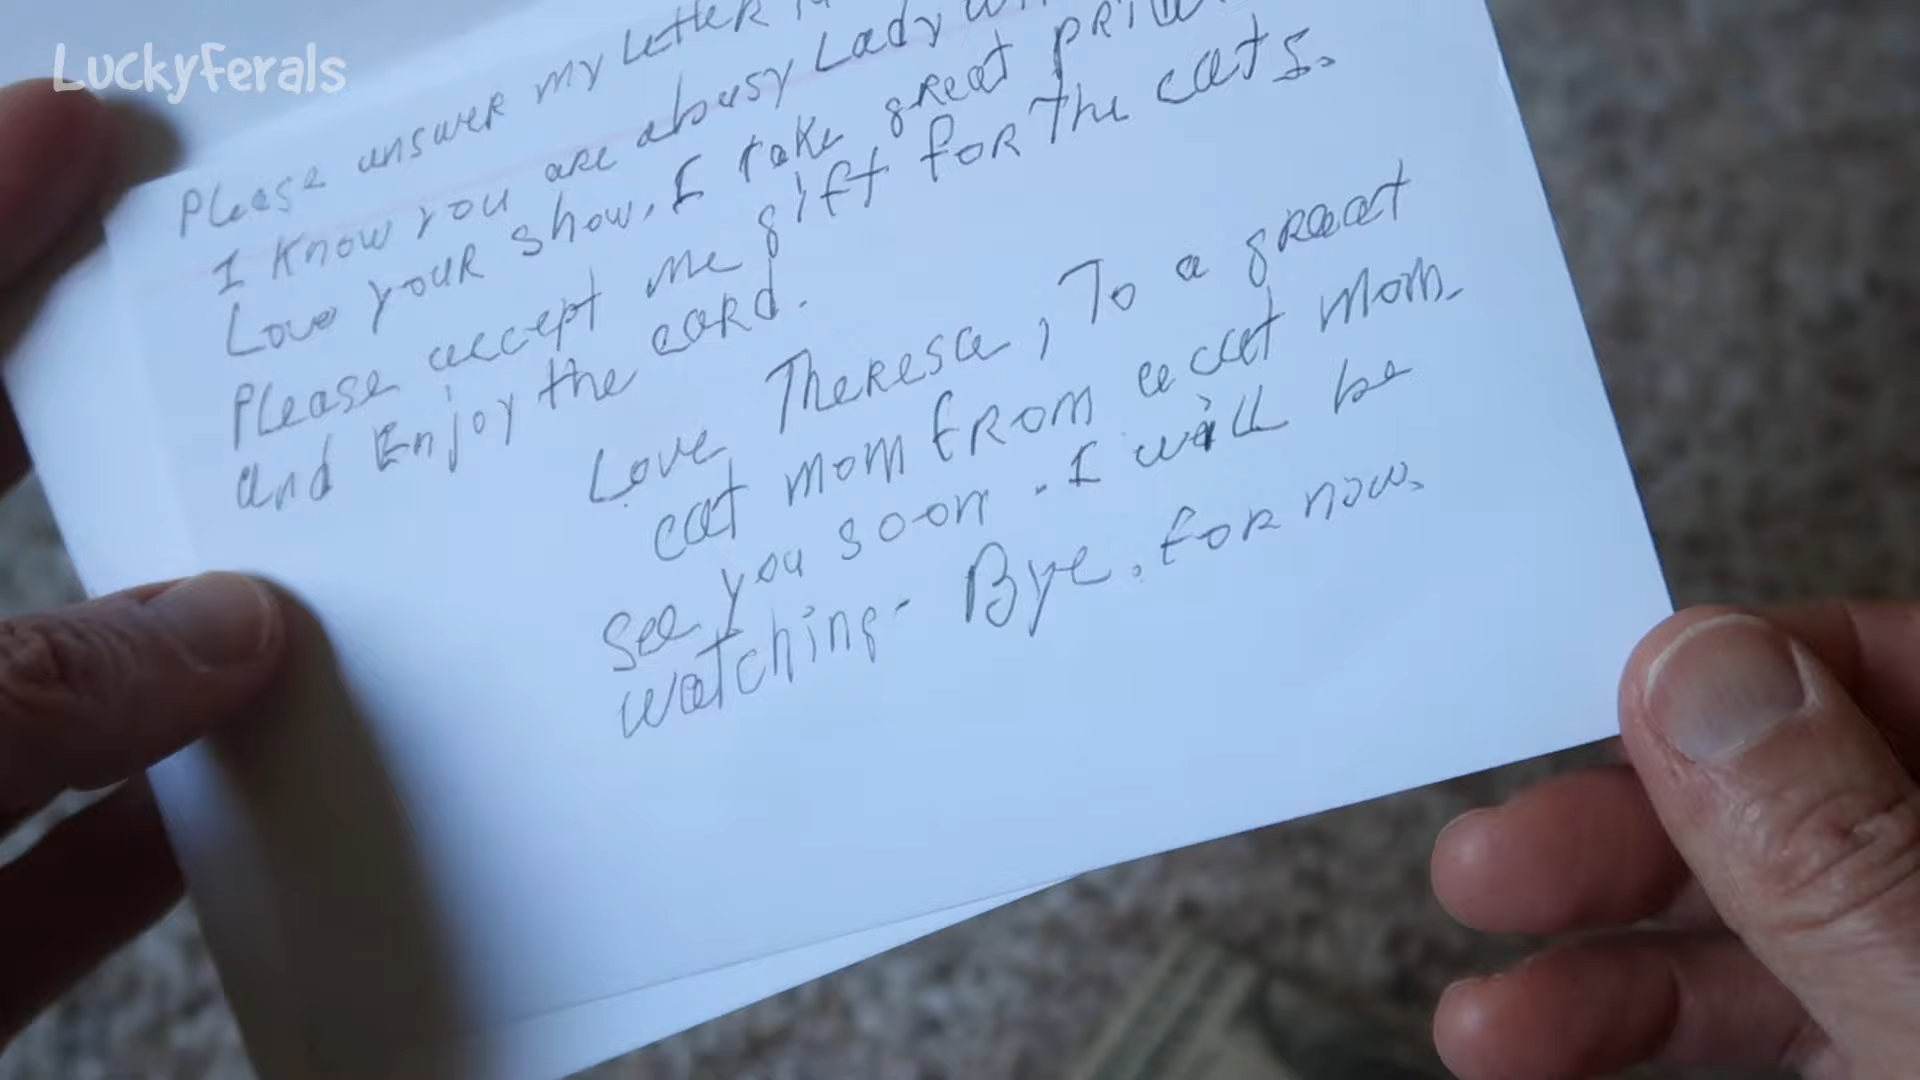 LuckyFerals
Please answer my letter
I Know you are abusy Lady
Love your show. I take great
Please accept me gift for the cats.
and Enjoy the card.
Love Theresa, To a great
cat mom from a cat mom.
See you soon. I will be
watching- Bye. for now.